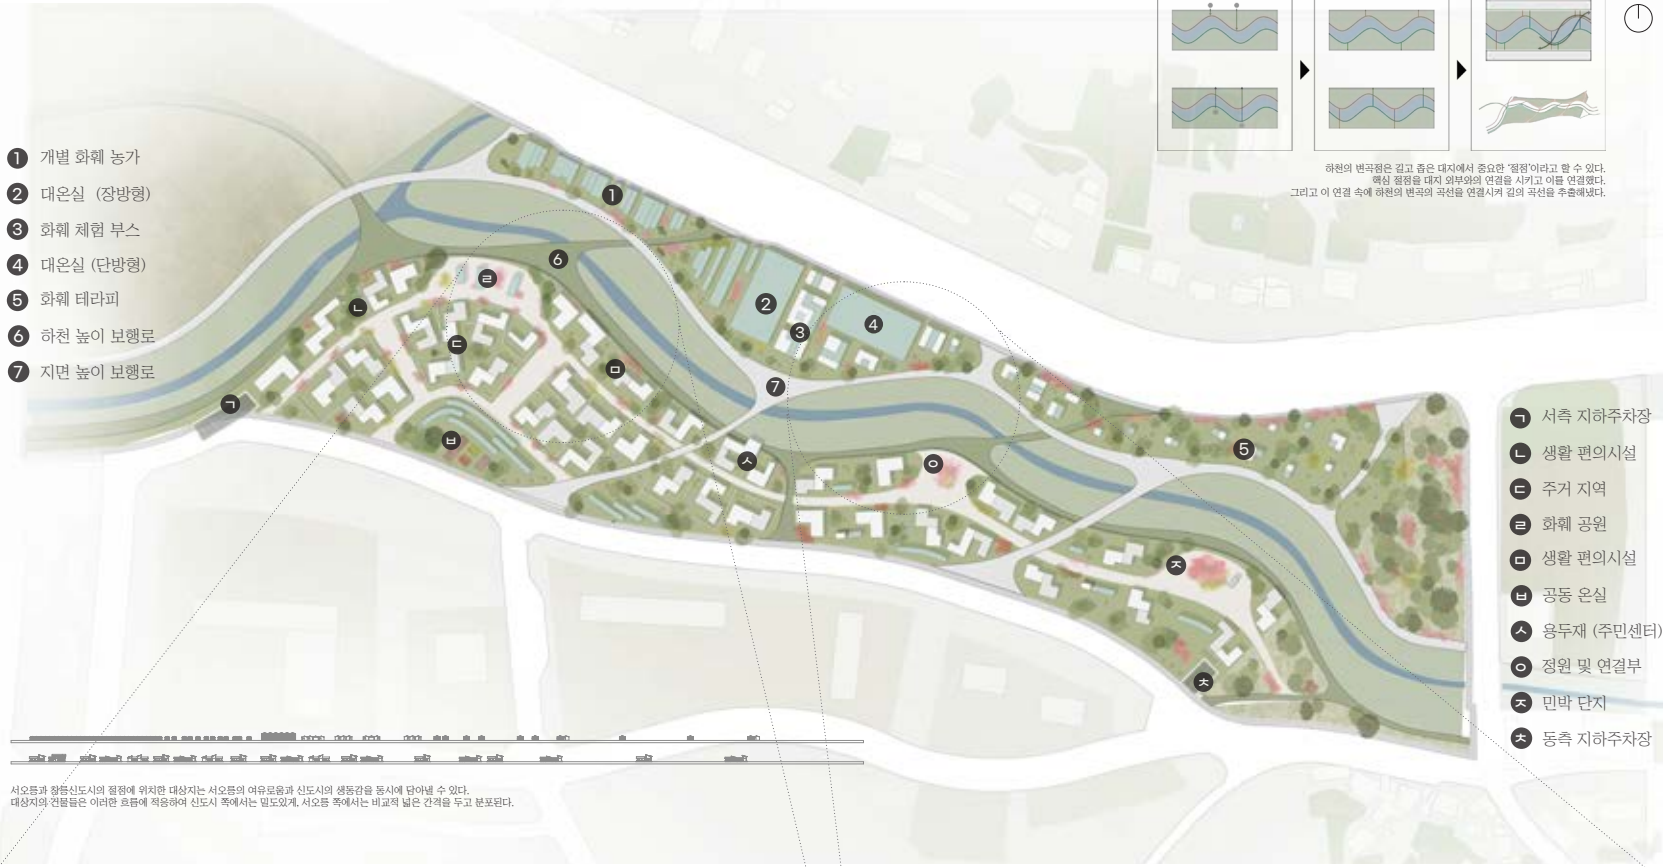 하천의 변곡점은 길고 좁은 대지에서 중요한 '절점'이라고 할 수 있다.
핵심 절점을 대지 외부와의 연결을 시키고 이를 연결했다.
그리고 이 연결 속에 하천의 변곡의 곡선을 연결시켜 길의 곡선을 추출해냈다.
1 개별 화훼 농가
2 대온실 (장방형)
3 화훼 체험 부스
4 대온실 (단방형)
5 화훼 테라피
6 하천 높이 보행로
7 지면 높이 보행로
1
2
3
4
5
6
7
ㄱ
ㄴ
ㄷ
ㄹ
ㅁ
ㅂ
ㅅ
ㅇ
ㅈ
ㅊ
ㄱ 서측 지하주차장
ㄴ 생활 편의시설
ㄷ 주거 지역
ㄹ 화훼 공원
ㅁ 생활 편의시설
ㅂ 공동 온실
ㅅ 용두재 (주민센터)
ㅇ 정원 및 연결부
ㅈ 민박 단지
ㅊ 동측 지하주차장
서오릉과 창릉신도시의 절점에 위치한 대상지는 서오릉의 여유로움과 신도시의 생동감을 동시에 담아낼 수 있다.
대상지의 건물들은 이러한 흐름에 적응하여 신도시 쪽에서는 밀도있게, 서오릉 쪽에서는 비교적 넓은 간격을 두고 분포된다.